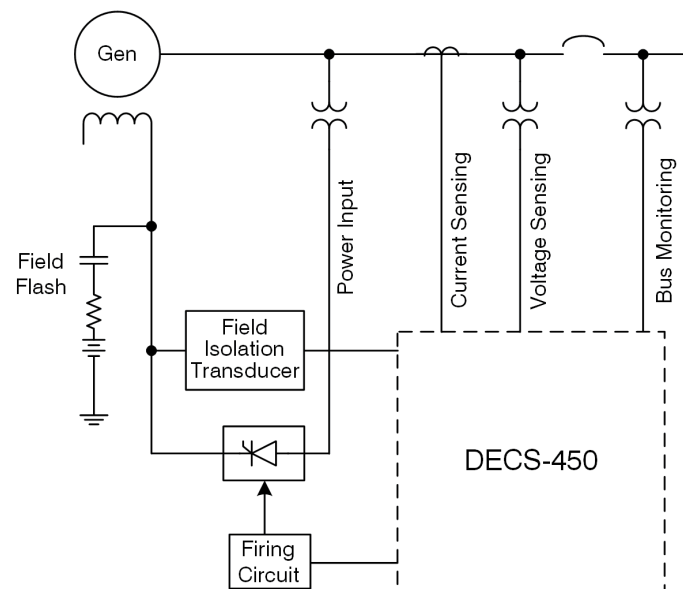 Gen
Power Input
Current Sensing
Voltage Sensing
Bus Monitoring
Field
Flash
Field
Isolation
Transducer
DECS-450
Firing
Circuit